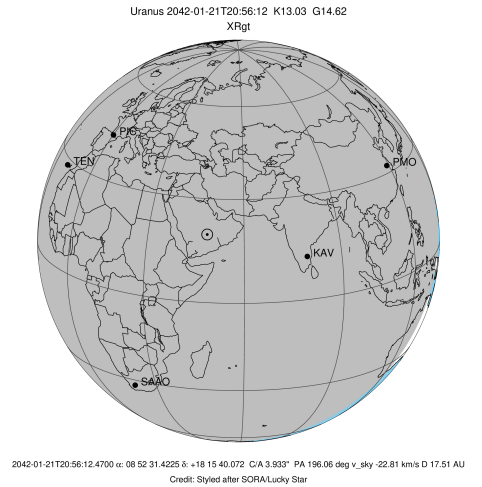 Uranus 2042-01-21T20:56:12 K13.03 G14.62
XRgt
PIC
TEN
PMO
KAV
SAAO
2042-01-21T20:56:12.4700 α: 08 52 31.4225 δ: +18 15 40.072 C/A 3.933" PA 196.06 deg v_sky -22.81 km/s D 17.51 AU
Credit: Styled after SORA/Lucky Star